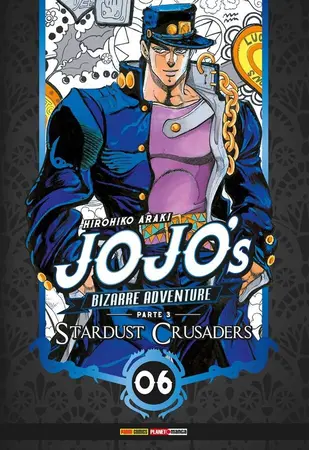 HIROHIKO ARAKI
JOJO's
BIZARRE ADVENTURE
PARTE 3
STARDUST CRUSADERS
06
PANINI COMICS PLANET MANGA